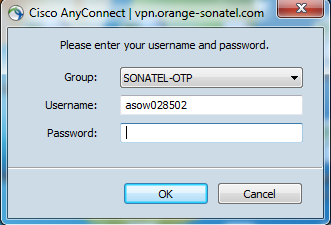 Cisco AnyConnect | vpn.orange-sonatel.com
Please enter your username and password.
Group: SONATEL-OTP
Username: asow028502
Password:
OK Cancel